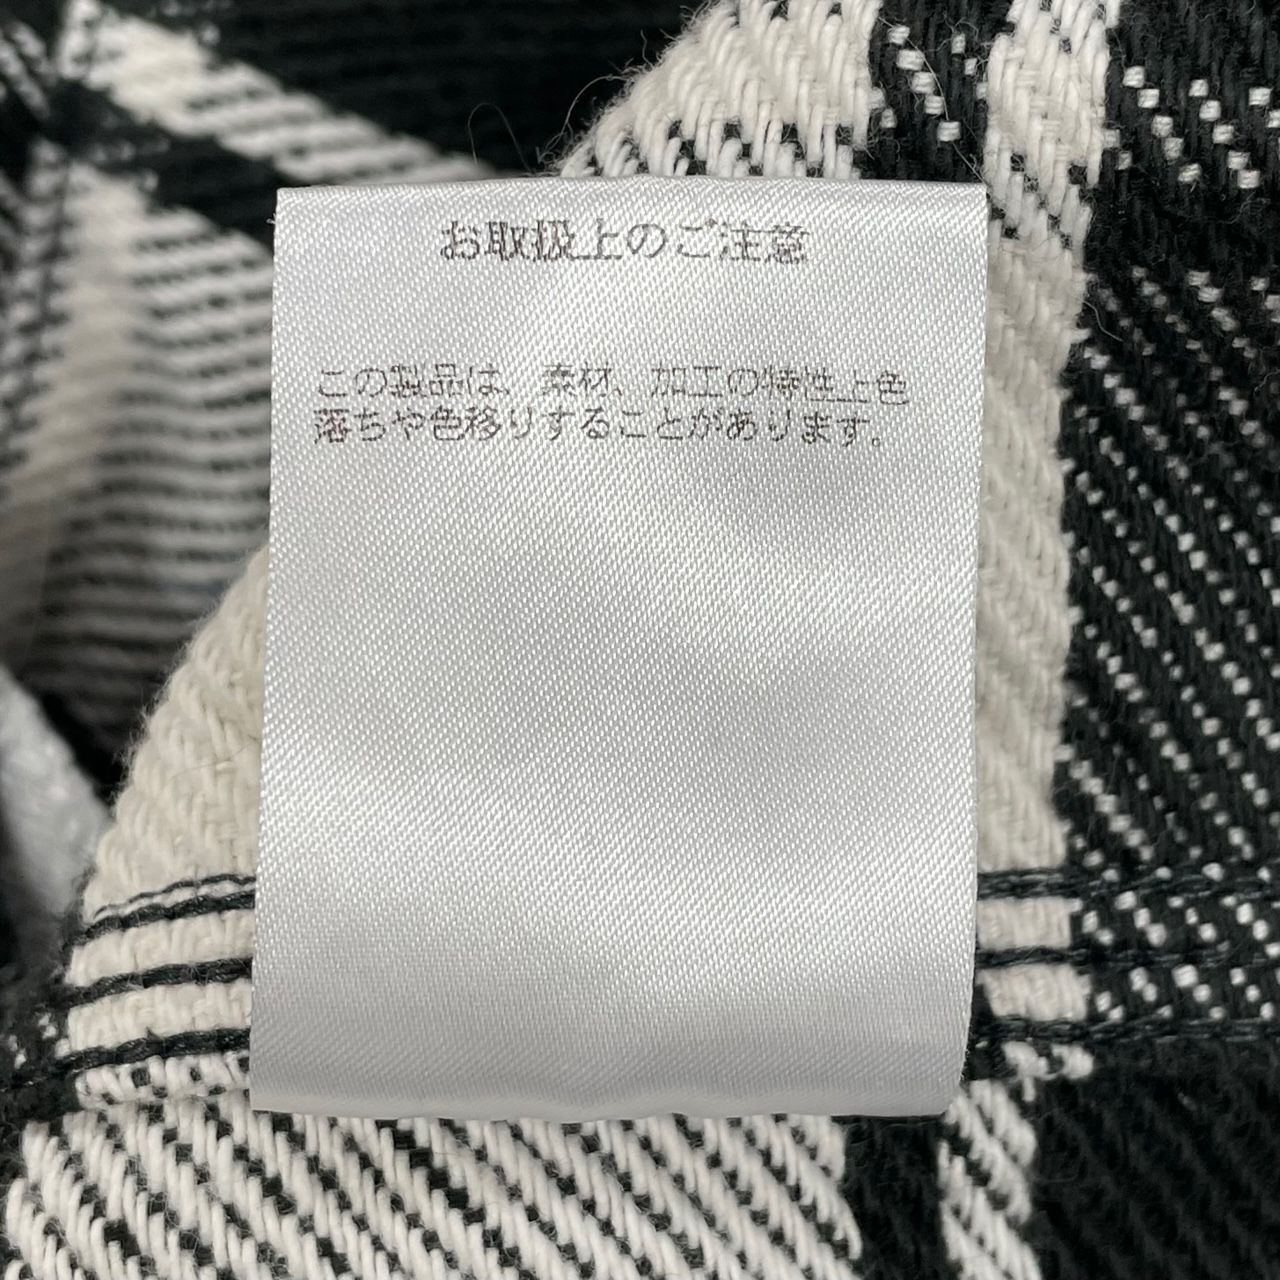 お取扱上のご注意
この製品は、素材、加工の特性上色
落ちや色移りすることがあります。